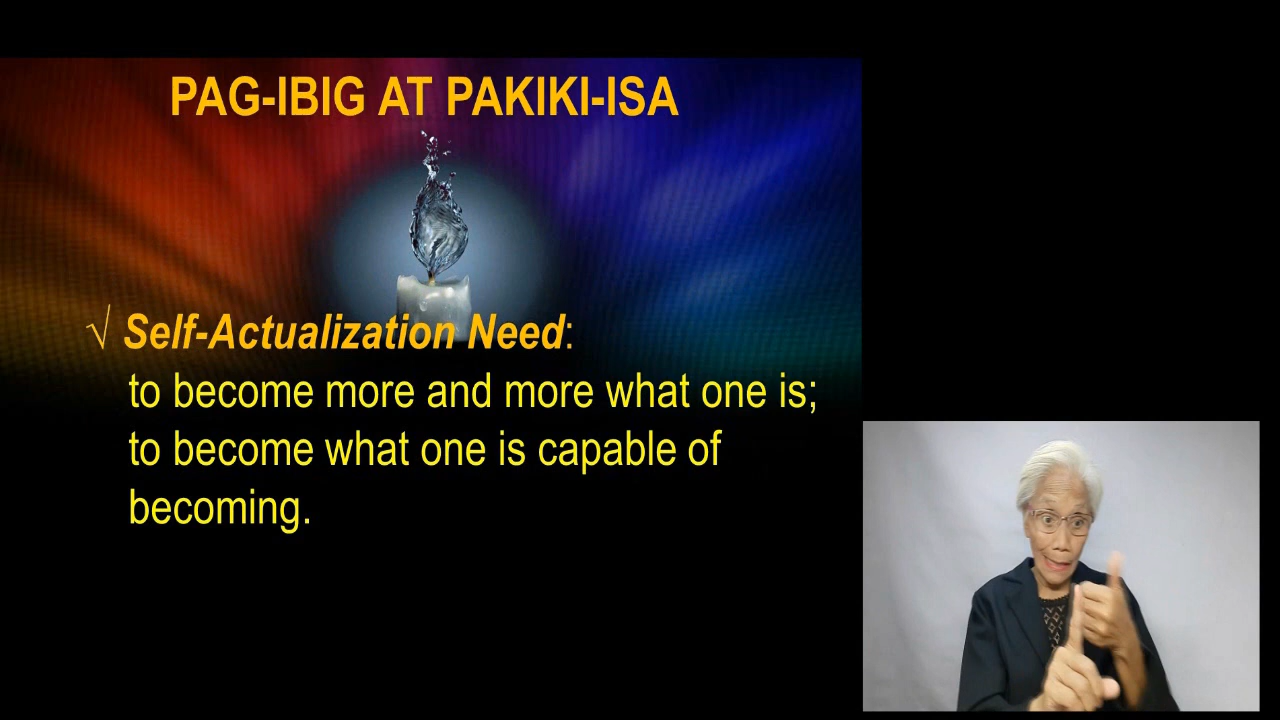 PAG-IBIG AT PAKIKI-ISA
√ Self-Actualization Need:
to become more and more what one is;
to become what one is capable of
becoming.